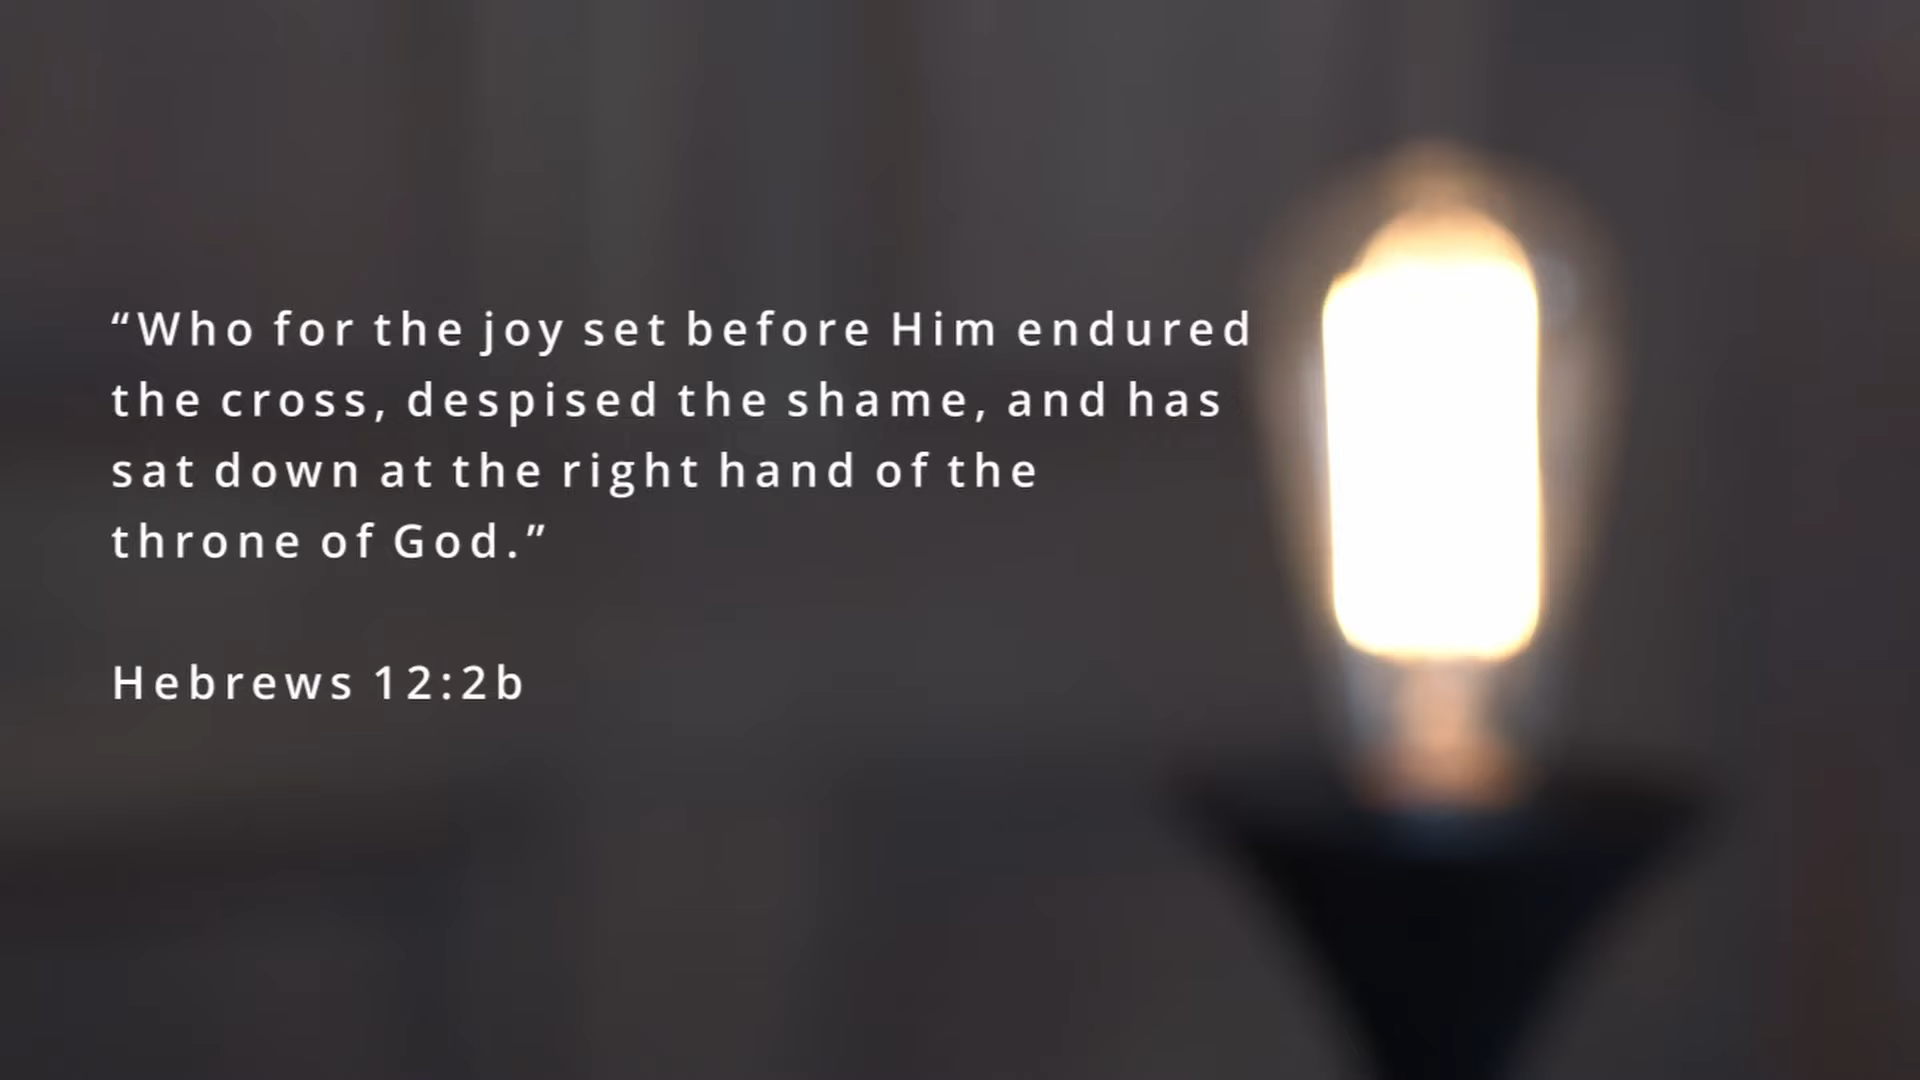 “Who for the joy set before Him endured
the cross, despised the shame, and has
sat down at the right hand of the
throne of God.”
Hebrews 12:2b